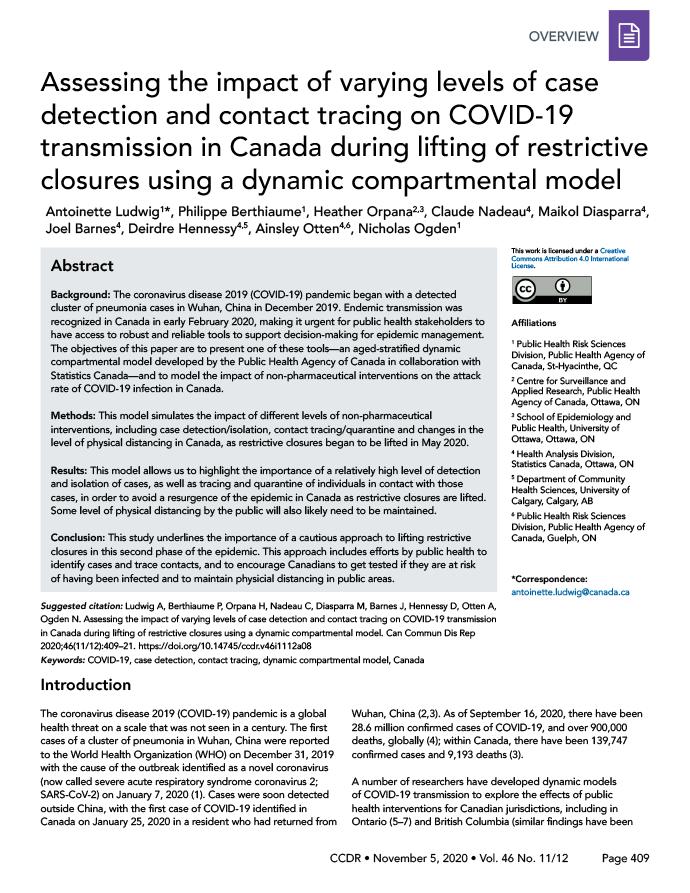 OVERVIEW
Assessing the impact of varying levels of case
detection and contact tracing on COVID-19
transmission in Canada during lifting of restrictive
closures using a dynamic compartmental model
Antoinette Ludwig¹*, Philippe Berthiaume¹, Heather Orpana²,³, Claude Nadeau⁴, Maikol Diasparra⁴,
Joel Barnes⁴, Deirdre Hennessy⁴,⁵, Ainsley Otten⁴,⁶, Nicholas Ogden¹
Abstract
Background: The coronavirus disease 2019 (COVID-19) pandemic began with a detected
cluster of pneumonia cases in Wuhan, China in December 2019. Endemic transmission was
recognized in Canada in early February 2020, making it urgent for public health stakeholders to
have access to robust and reliable tools to support decision-making for epidemic management.
The objectives of this paper are to present one of these tools—an aged-stratified dynamic
compartmental model developed by the Public Health Agency of Canada in collaboration with
Statistics Canada—and to model the impact of non-pharmaceutical interventions on the attack
rate of COVID-19 infection in Canada.
Methods: This model simulates the impact of different levels of non-pharmaceutical
interventions, including case detection/isolation, contact tracing/quarantine and changes in the
level of physical distancing in Canada, as restrictive closures began to be lifted in May 2020.
Results: This model allows us to highlight the importance of a relatively high level of detection
and isolation of cases, as well as tracing and quarantine of individuals in contact with those
cases, in order to avoid a resurgence of the epidemic in Canada as restrictive closures are lifted.
Some level of physical distancing by the public will also likely need to be maintained.
Conclusion: This study underlines the importance of a cautious approach to lifting restrictive
closures in this second phase of the epidemic. This approach includes efforts by public health to
identify cases and trace contacts, and to encourage Canadians to get tested if they are at risk
of having been infected and to maintain physicial distancing in public areas.
Suggested citation: Ludwig A, Berthiaume P, Orpana H, Nadeau C, Diasparra M, Barnes J, Hennessy D, Otten A,
Ogden N. Assessing the impact of varying levels of case detection and contact tracing on COVID-19 transmission
in Canada during lifting of restrictive closures using a dynamic compartmental model. Can Commun Dis Rep
2020;46(11/12):409–21. https://doi.org/10.14745/ccdr.v46i1112a08
Keywords: COVID-19, case detection, contact tracing, dynamic compartmental model, Canada
This work is licensed under a Creative
Commons Attribution 4.0 International
License.
cc
BY
Affiliations
¹ Public Health Risk Sciences
Division, Public Health Agency of
Canada, St-Hyacinthe, QC
² Centre for Surveillance and
Applied Research, Public Health
Agency of Canada, Ottawa, ON
³ School of Epidemiology and
Public Health, University of
Ottawa, Ottawa, ON
⁴ Health Analysis Division,
Statistics Canada, Ottawa, ON
⁵ Department of Community
Health Sciences, University of
Calgary, Calgary, AB
⁶ Public Health Risk Sciences
Division, Public Health Agency of
Canada, Guelph, ON
*Correspondence:
antoinette.ludwig@canada.ca
Introduction
The coronavirus disease 2019 (COVID-19) pandemic is a global
health threat on a scale that was not seen in a century. The first
cases of a cluster of pneumonia in Wuhan, China were reported
to the World Health Organization (WHO) on December 31, 2019
with the cause of the outbreak identified as a novel coronavirus
(now called severe acute respiratory syndrome coronavirus 2;
SARS-CoV-2) on January 7, 2020 (1). Cases were soon detected
outside China, with the first case of COVID-19 identified in
Canada on January 25, 2020 in a resident who had returned from
Wuhan, China (2,3). As of September 16, 2020, there have been
28.6 million confirmed cases of COVID-19, and over 900,000
deaths, globally (4); within Canada, there have been 139,747
confirmed cases and 9,193 deaths (3).
A number of researchers have developed dynamic models
of COVID-19 transmission to explore the effects of public
health interventions for Canadian jurisdictions, including in
Ontario (5–7) and British Columbia (similar findings have been
CCDR • November 5, 2020 • Vol. 46 No. 11/12
Page 409